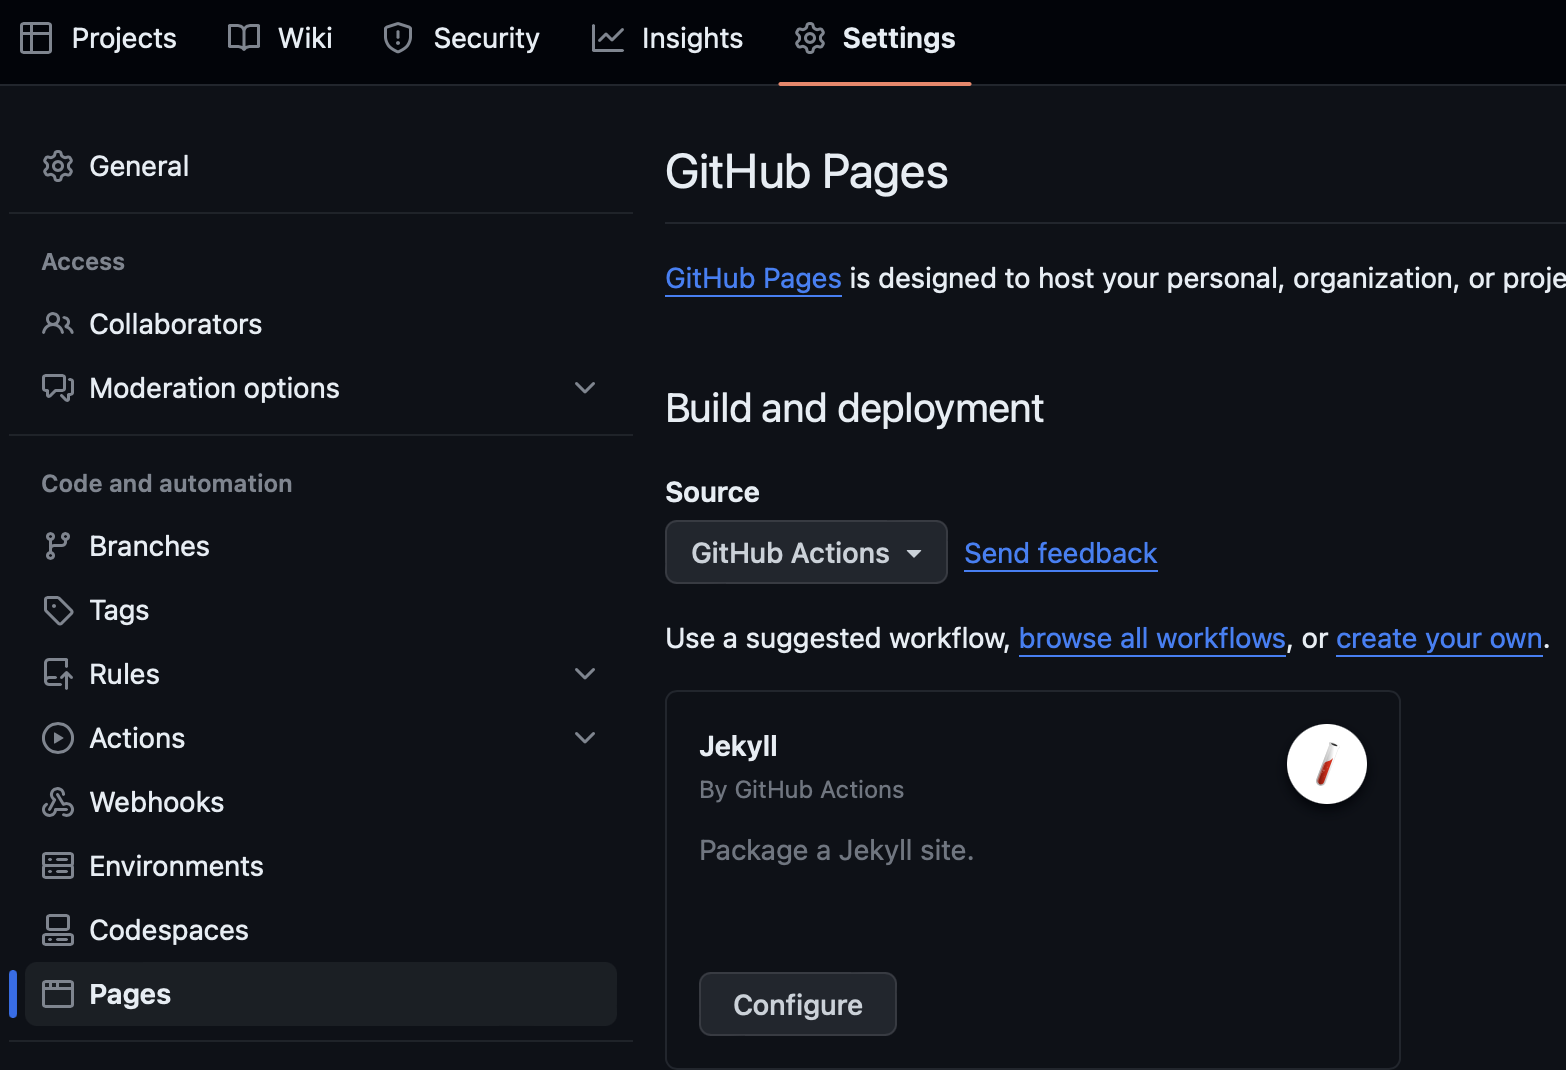 Projects Wiki Security Insights Settings
General
Access
Collaborators
Moderation options
Code and automation
Branches
Tags
Rules
Actions
Webhooks
Environments
Codespaces
Pages
GitHub Pages
GitHub Pages is designed to host your personal, organization, or proje
Build and deployment
Source
GitHub Actions Send feedback
Use a suggested workflow, browse all workflows, or create your own.
Jekyll
By GitHub Actions
Package a Jekyll site.
Configure